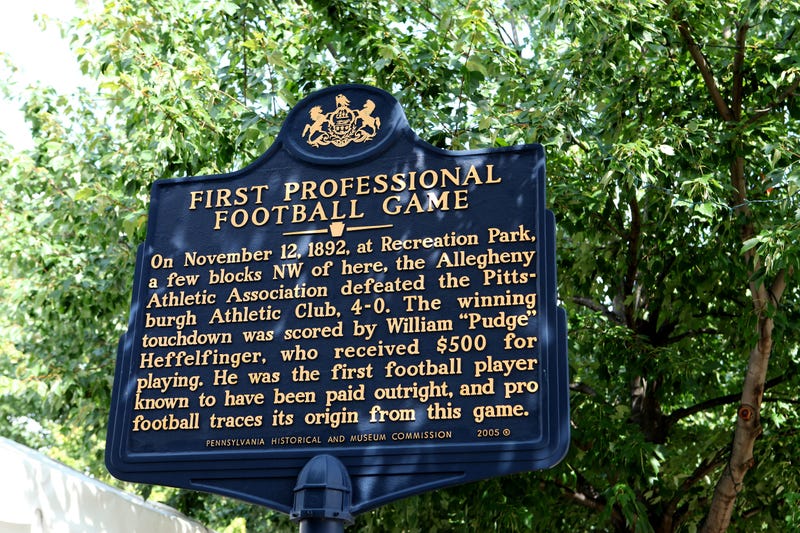 FIRST PROFESSIONAL
FOOTBALL GAME
On November 12, 1892, at Recreation Park,
a few blocks NW of here, the Allegheny
Athletic Association defeated the Pitts-
burgh Athletic Club, 4-0. The winning
touchdown was scored by William "Pudge"
Heffelfinger, who received $500 for
playing. He was the first football player
known to have been paid outright, and pro
football traces its origin from this game.
PENNSYLVANIA HISTORICAL AND MUSEUM COMMISSION 2005 ©